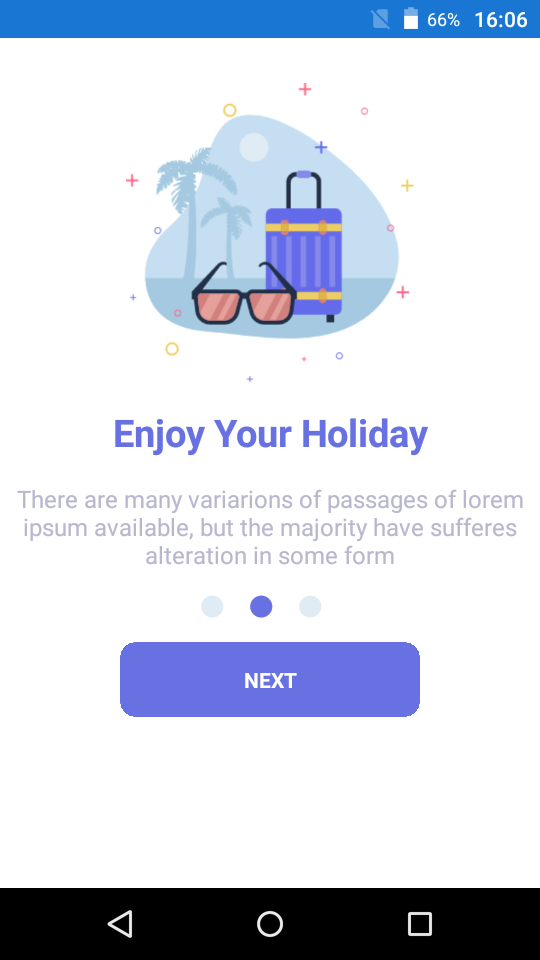 66% 16:06
Enjoy Your Holiday
There are many variarions of passages of lorem
ipsum available, but the majority have sufferes
alteration in some form
NEXT